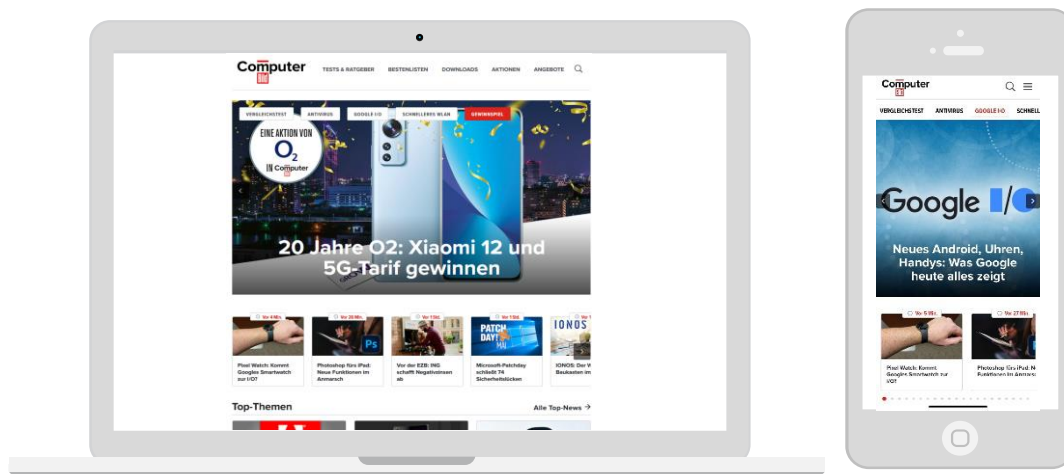 Computer
Bild
TESTS & RATGEBER BESTENLISTEN DOWNLOADS AKTIONEN ANGEBOTE
VERGLEICHSTEST ANTIVIRUS GOOGLE I/O SCHNELLERES WLAN GEWINNSPIEL
EINE AKTION VON
O2
Computer
20 Jahre O2: Xiaomi 12 und
5G-Tarif gewinnen
Vor 4 Min.
Pixel Watch: Kommt
Googles Smartwatch
zur I/O?
Vor 26 Min.
Ps
Photoshop fürs iPad:
Neue Funktionen im
Anmarsch
Vor 1 Std.
Vor der EZB: ING
schafft Negativzinsen
ab
Vor 1 Std.
PATCH
DAY!
MAI
Microsoft-Patchday
schließt 74
Sicherheitslücken
IONOS
IONOS: Der W
Baukasten im
Top-Themen
Alle Top-News →
Computer
VERGLEICHSTEST ANTIVIRUS GOOGLE I/O SCHNELL
Google I/O
Neues Android, Uhren,
Handys: Was Google
heute alles zeigt
Vor 5 Min.
Pixel Watch: Kommt
Googles Smartwatch zur
I/O?
Vor 27 Min.
Ps
Photoshop fürs iPad: N
Funktionen im Anmarsc